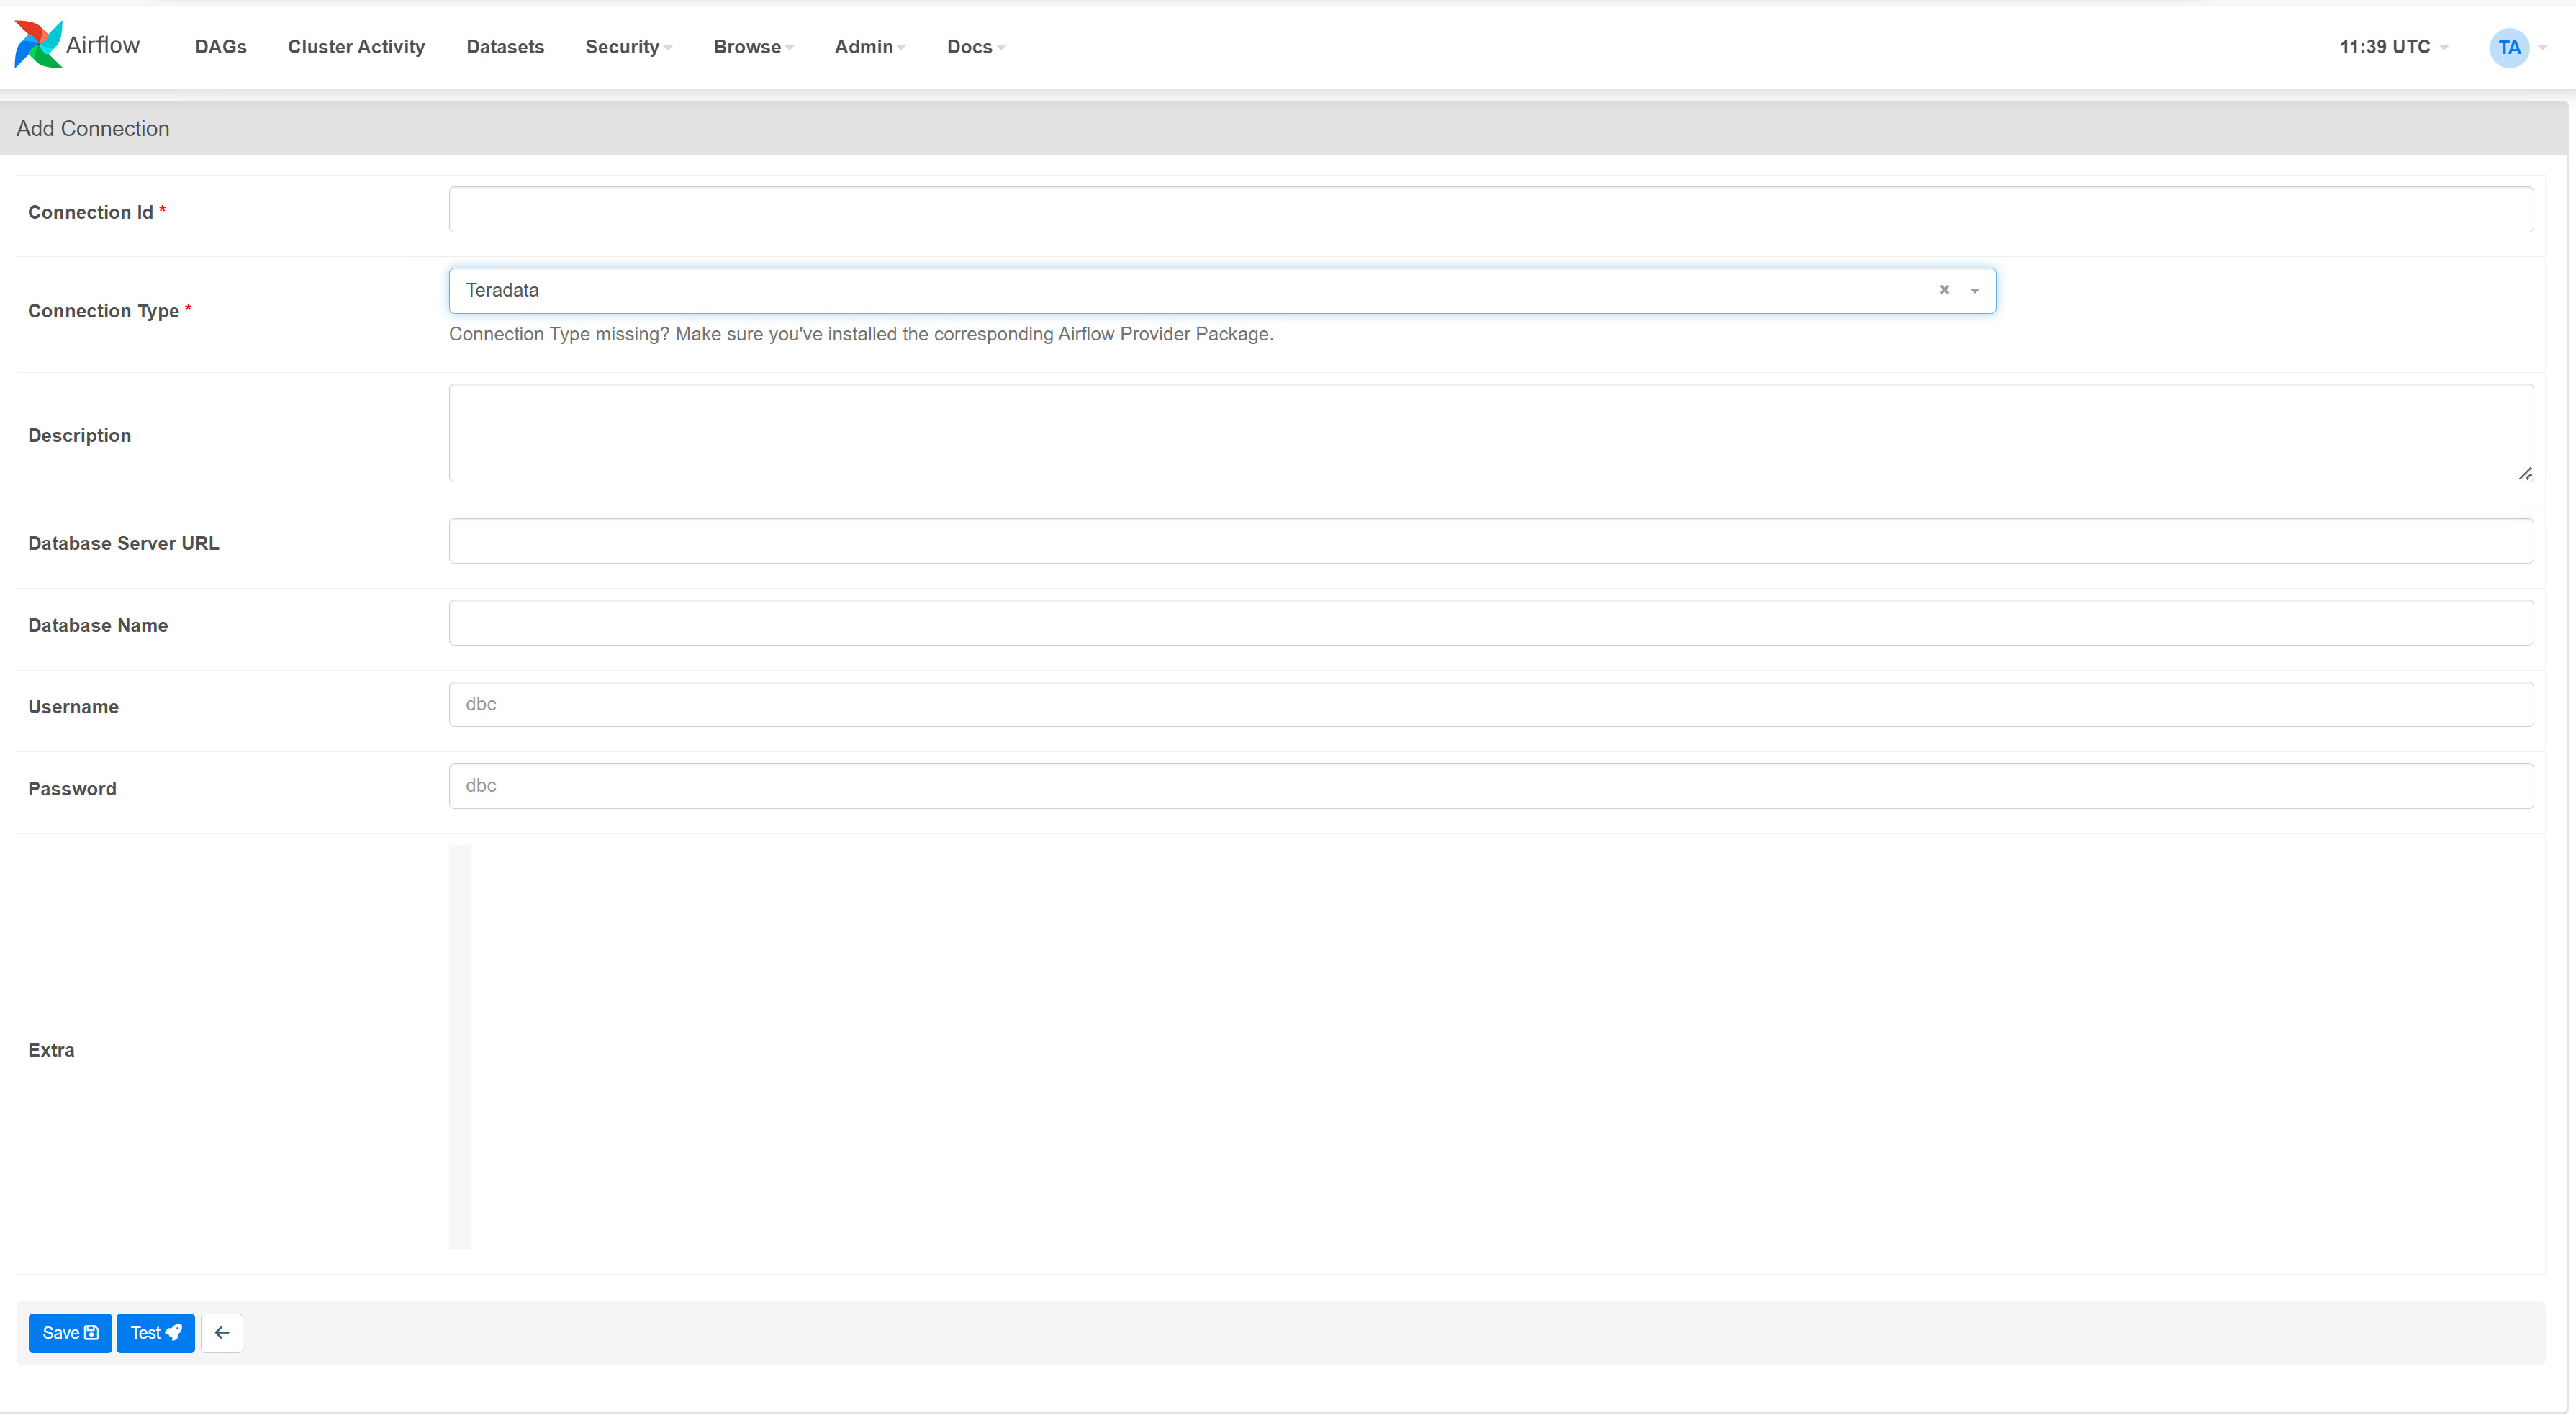 Airflow DAGs Cluster Activity Datasets Security Browse Admin Docs 11:39 UTC TA
Add Connection
Connection Id *
Connection Type * Teradata
Connection Type missing? Make sure you've installed the corresponding Airflow Provider Package.
Description
Database Server URL
Database Name
Username dbc
Password dbc
Extra
Save Test